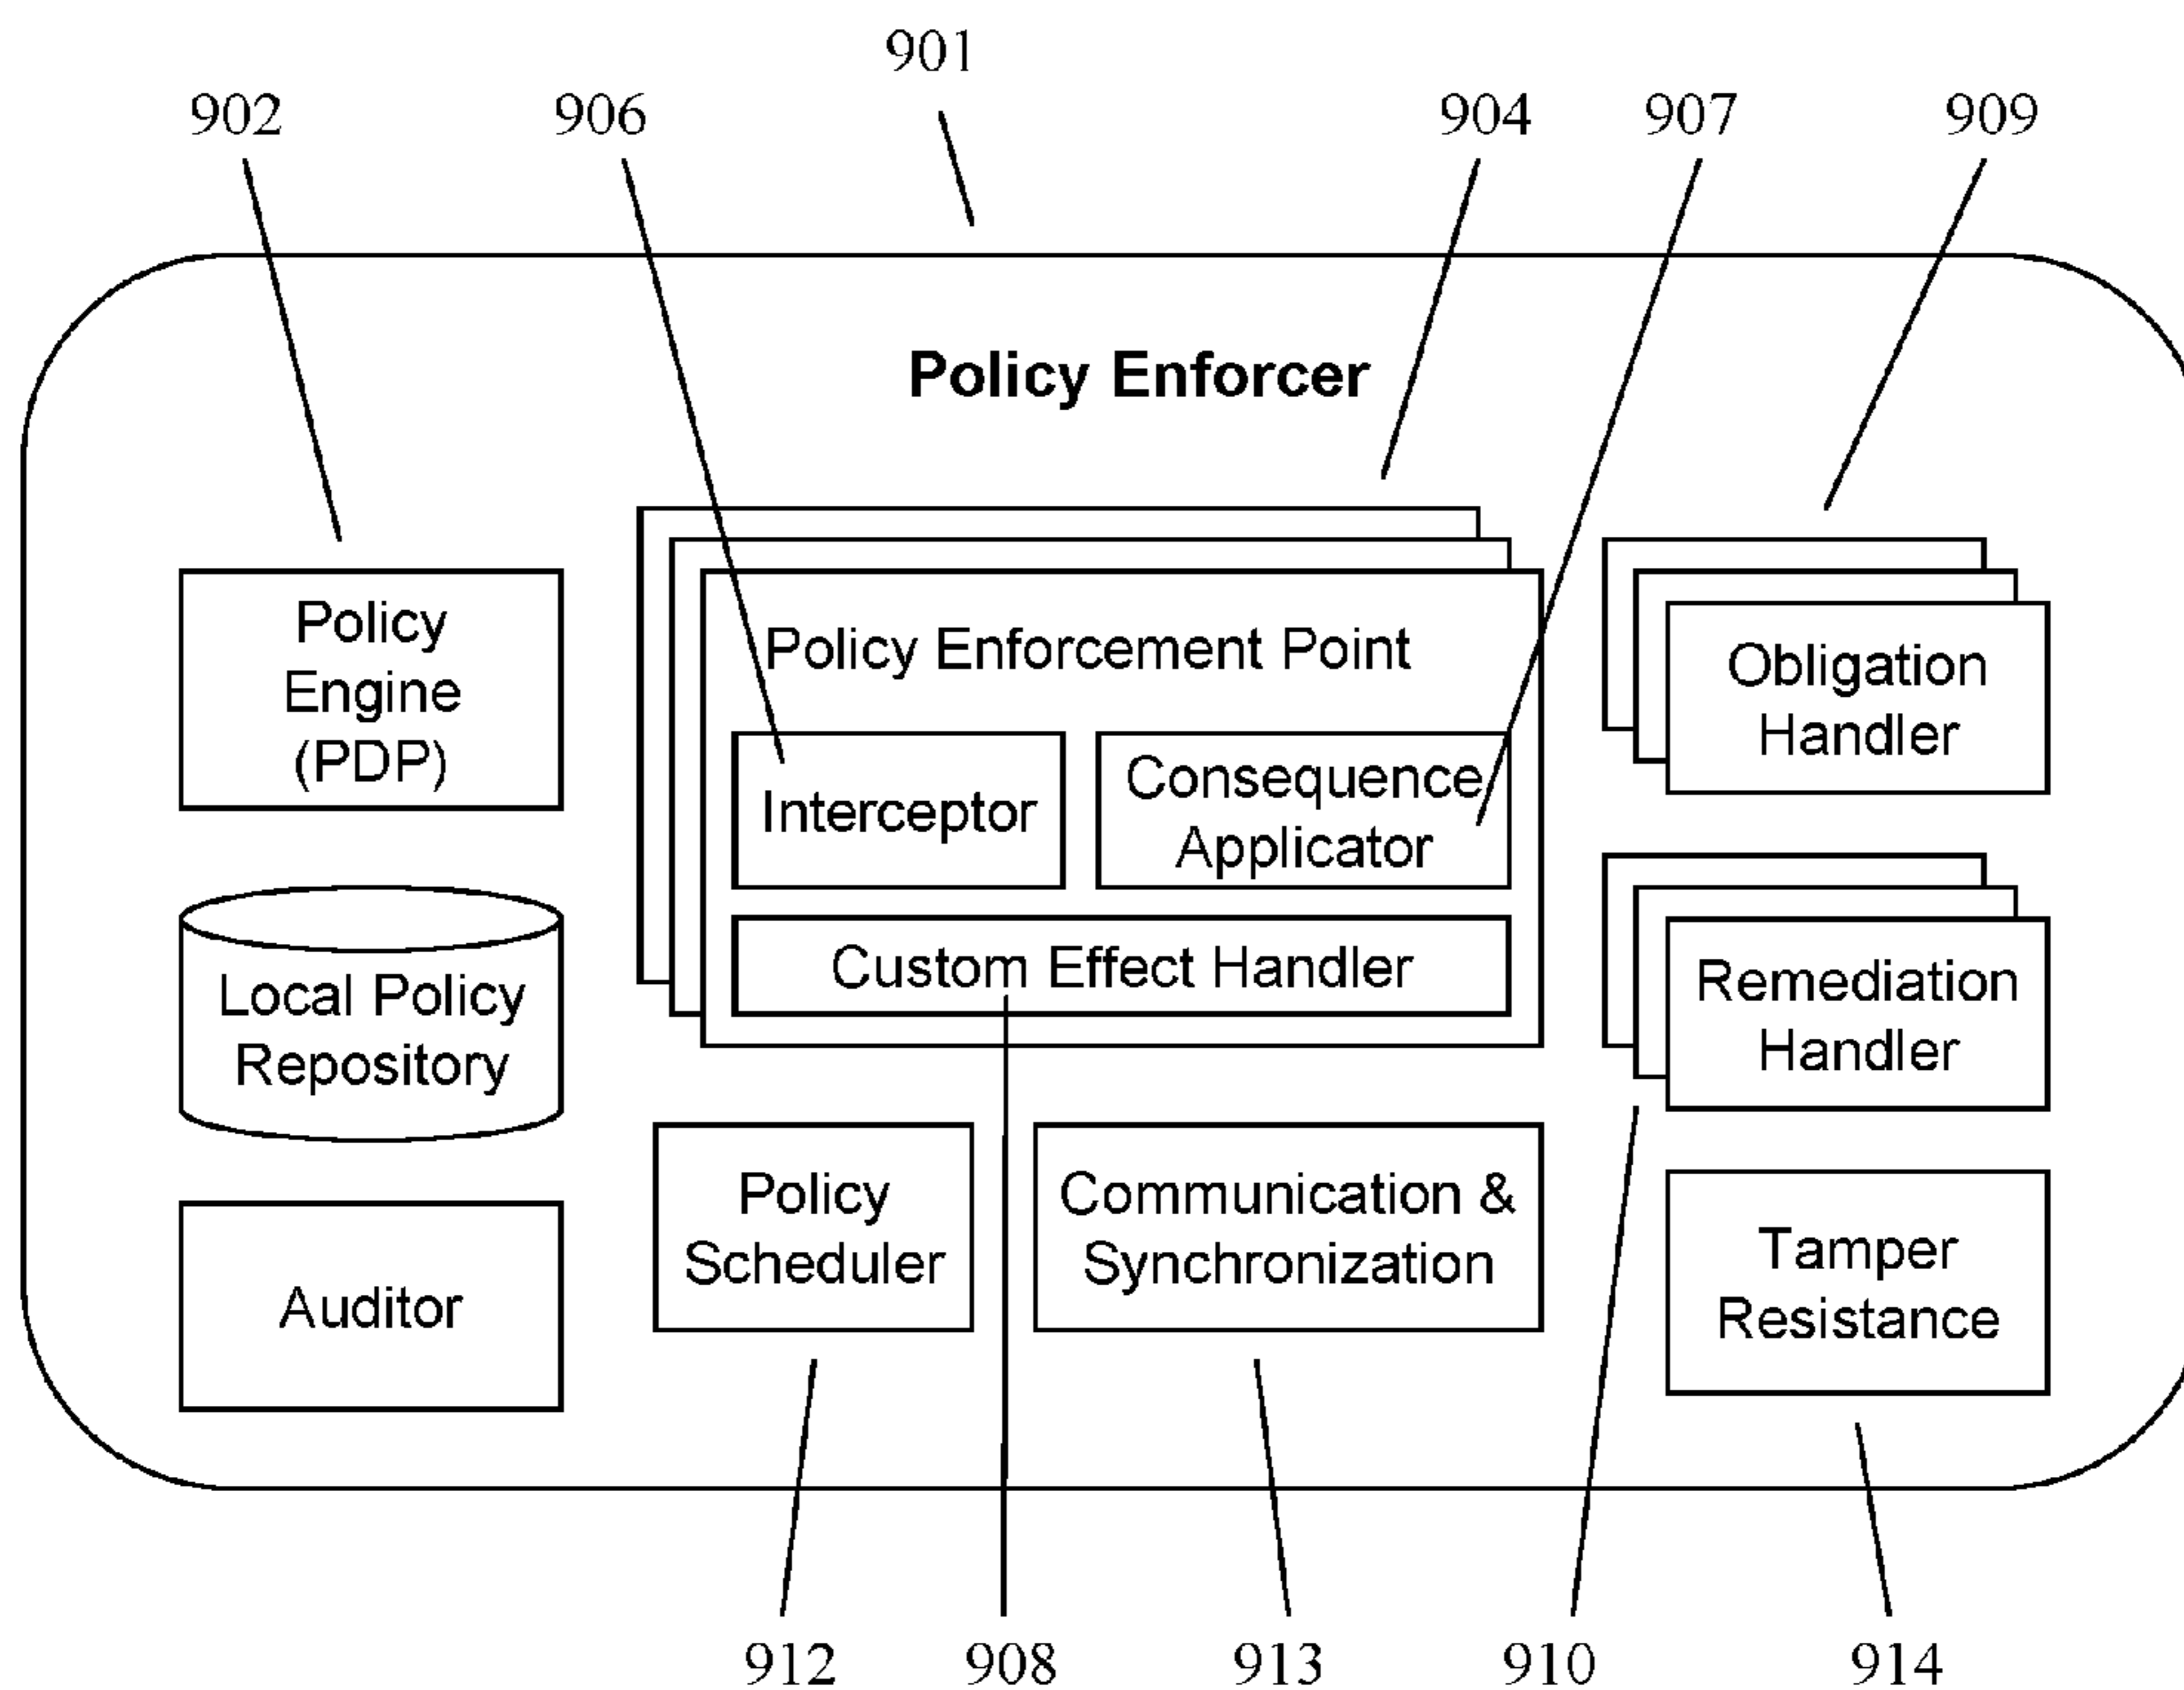 901
902
906
904
907
909
Policy Enforcer
Policy
Engine
(PDP)
Policy Enforcement Point
Interceptor
Consequence
Applicator
Custom Effect Handler
Obligation
Handler
Local Policy
Repository
Remediation
Handler
Auditor
Policy
Scheduler
Communication &
Synchronization
Tamper
Resistance
912
908
913
910
914